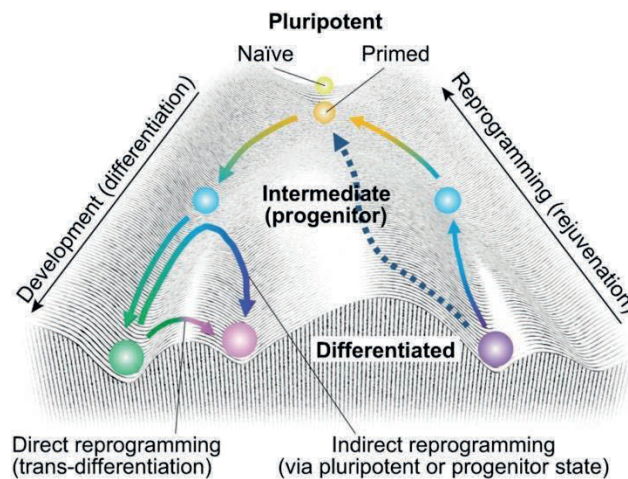 Pluripotent
Naïve
Primed
Development (differentiation)
Reprogramming (rejuvenation)
Intermediate
(progenitor)
Differentiated
Direct reprogramming
(trans-differentiation)
Indirect reprogramming
(via pluripotent or progenitor state)